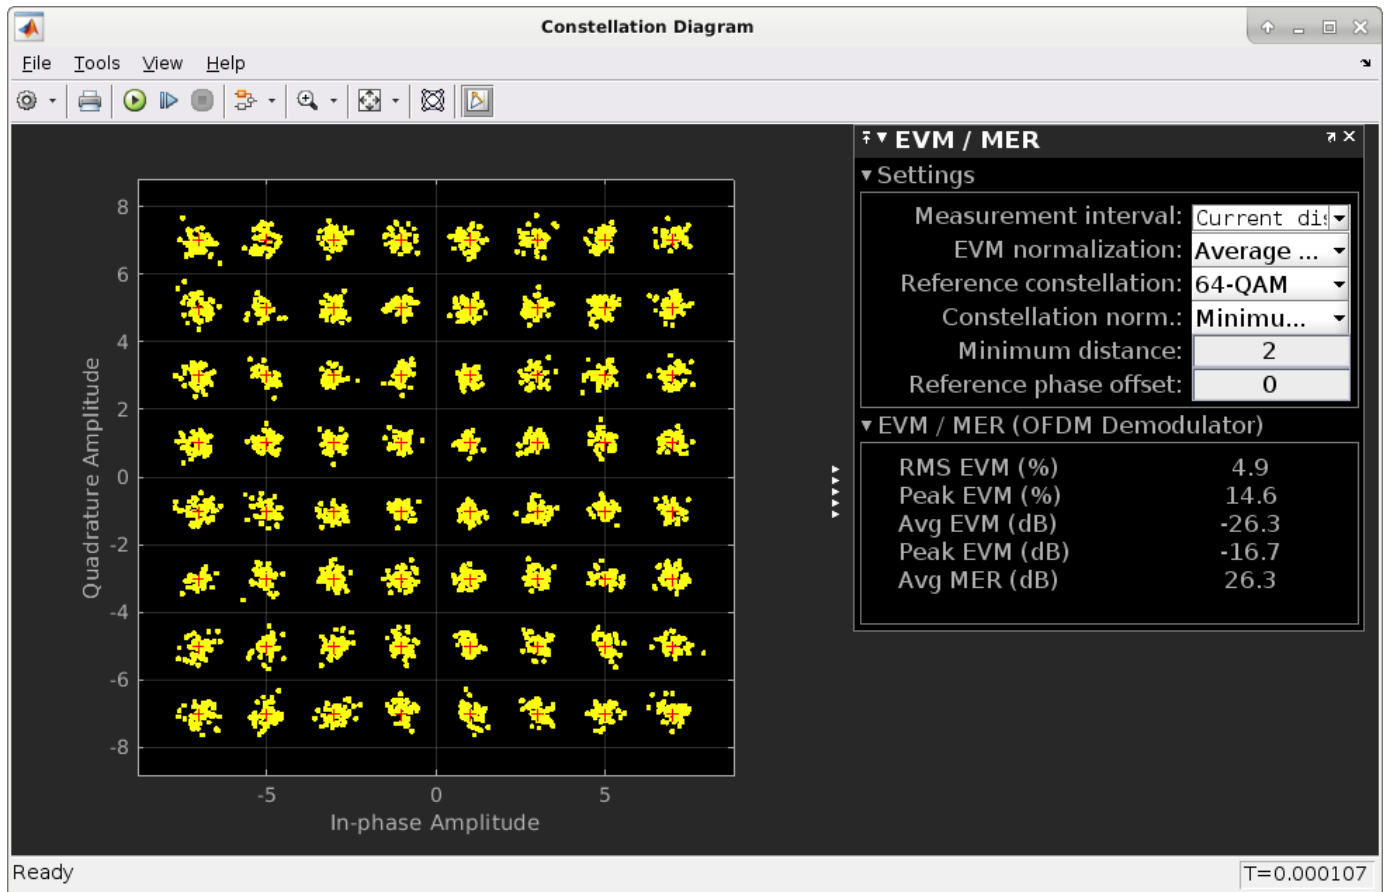 Constellation Diagram
File Tools View Help
EVM / MER
Settings
Measurement interval: Current dis
EVM normalization: Average ...
Reference constellation: 64-QAM
Constellation norm.: Minimu...
Minimum distance: 2
Reference phase offset: 0
EVM / MER (OFDM Demodulator)
RMS EVM (%) 4.9
Peak EVM (%) 14.6
Avg EVM (dB) -26.3
Peak EVM (dB) -16.7
Avg MER (dB) 26.3
Quadrature Amplitude
8
6
4
2
0
-2
-4
-6
-8
-5 0 5
In-phase Amplitude
Ready T=0.000107